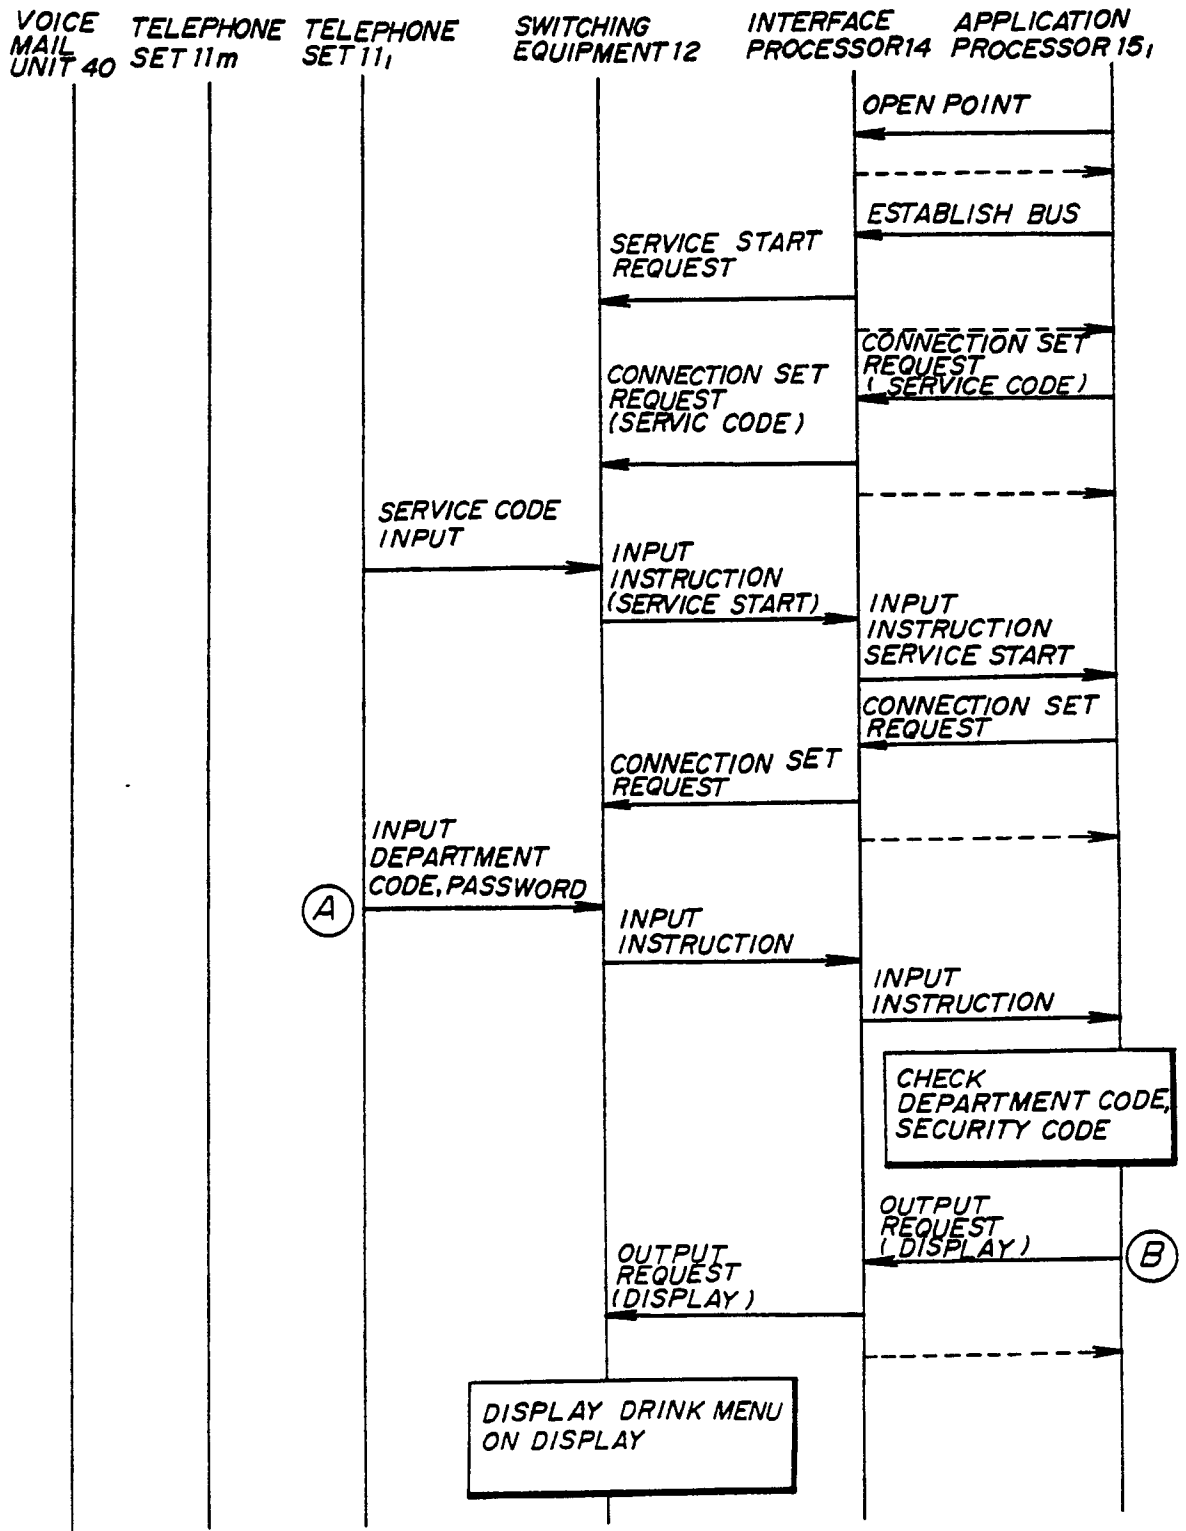 VOICE
MAIL
UNIT 40
TELEPHONE
SET 11m
TELEPHONE
SET 11₁
SWITCHING
EQUIPMENT 12
INTERFACE
PROCESSOR 14
APPLICATION
PROCESSOR 15₁
OPEN POINT
ESTABLISH BUS
SERVICE START
REQUEST
CONNECTION SET
REQUEST
(SERVICE CODE)
CONNECTION SET
REQUEST
(SERVIC CODE)
SERVICE CODE
INPUT
INPUT
INSTRUCTION
(SERVICE START)
INPUT
INSTRUCTION
SERVICE START
CONNECTION SET
REQUEST
CONNECTION SET
REQUEST
INPUT
DEPARTMENT
CODE, PASSWORD
A
INPUT
INSTRUCTION
INPUT
INSTRUCTION
CHECK
DEPARTMENT CODE,
SECURITY CODE
OUTPUT
REQUEST
(DISPLAY)
B
OUTPUT
REQUEST
(DISPLAY)
DISPLAY DRINK MENU
ON DISPLAY